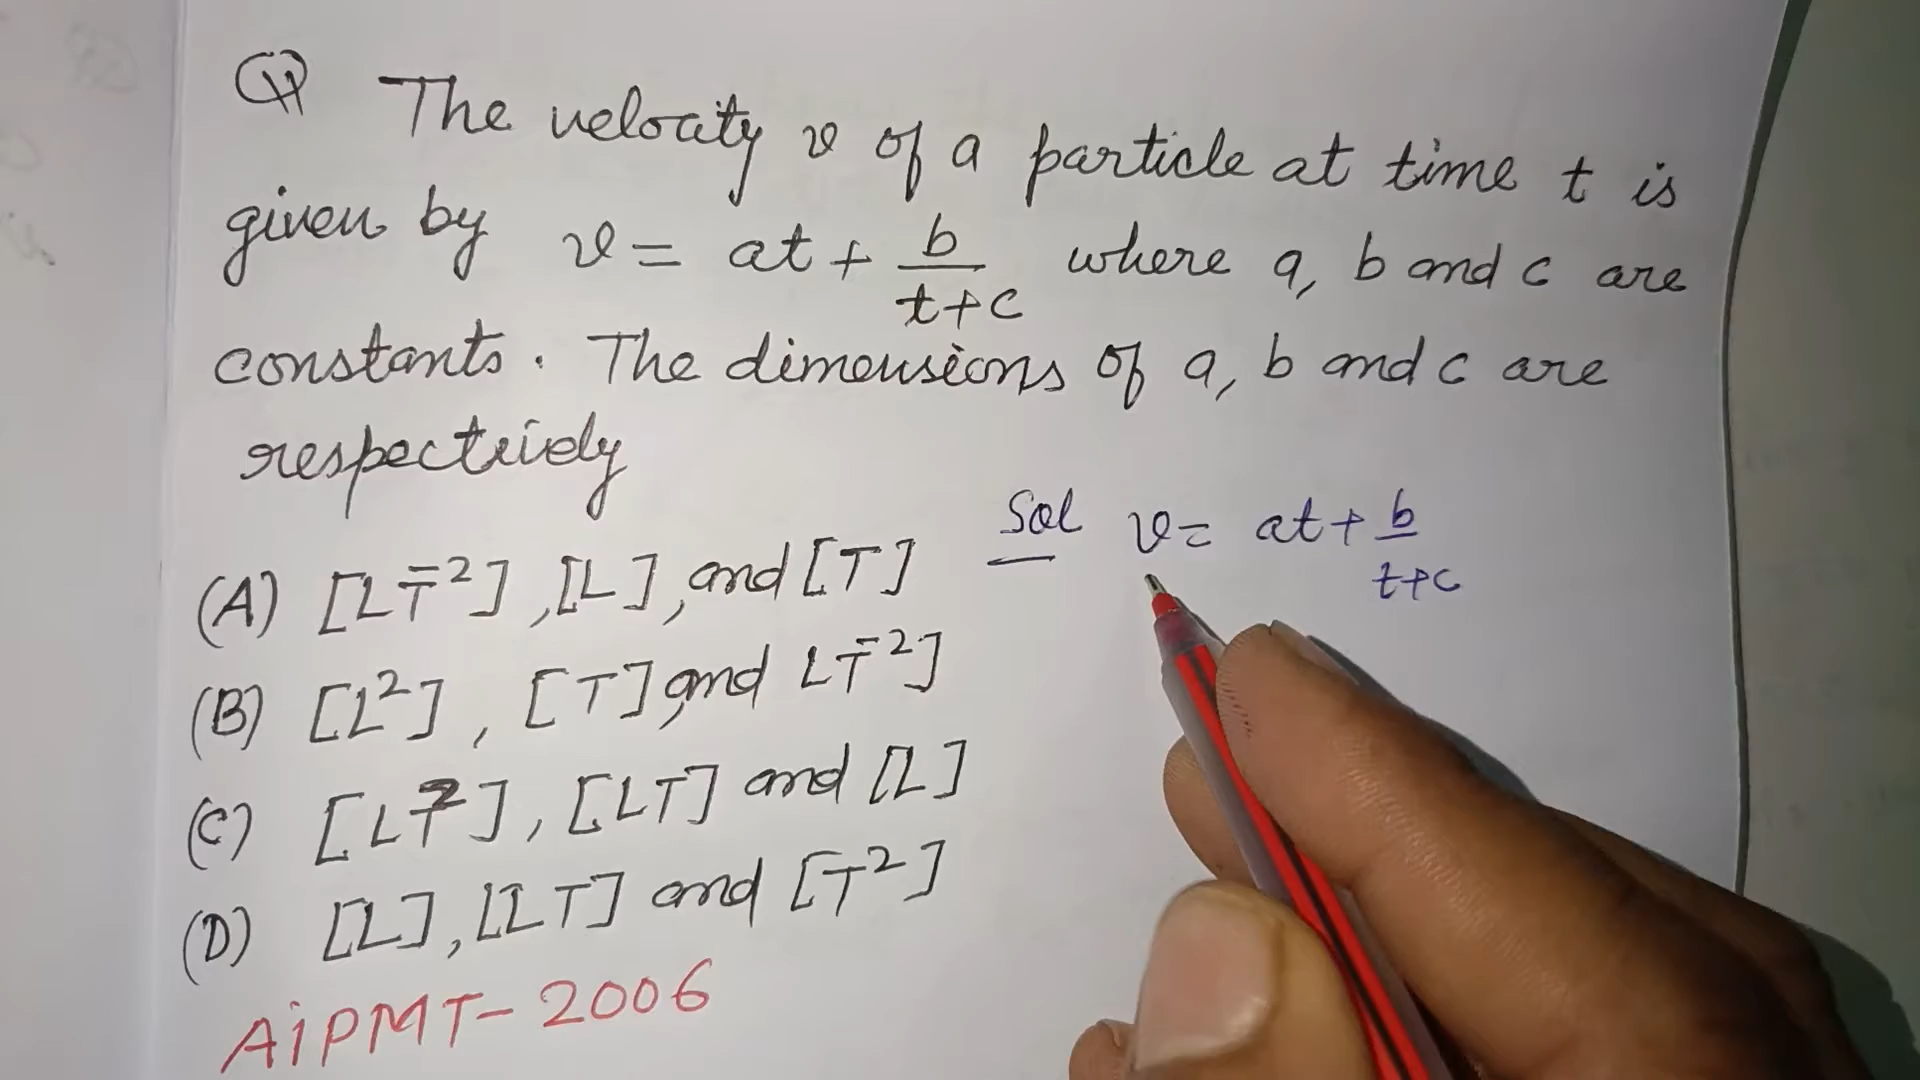 Q The velocity v of a particle at time t is
given by v = at + b/(t+c) where a, b and c are
constants. The dimensions of a, b and c are
respectively
(A) [LT⁻²], [L], and [T]
(B) [L²], [T], and LT⁻²]
(C) [LT²], [LT] and [L]
(D) [L], [LT] and [T²]
AiPMT-2006
Sol v = at + b/(t+c)